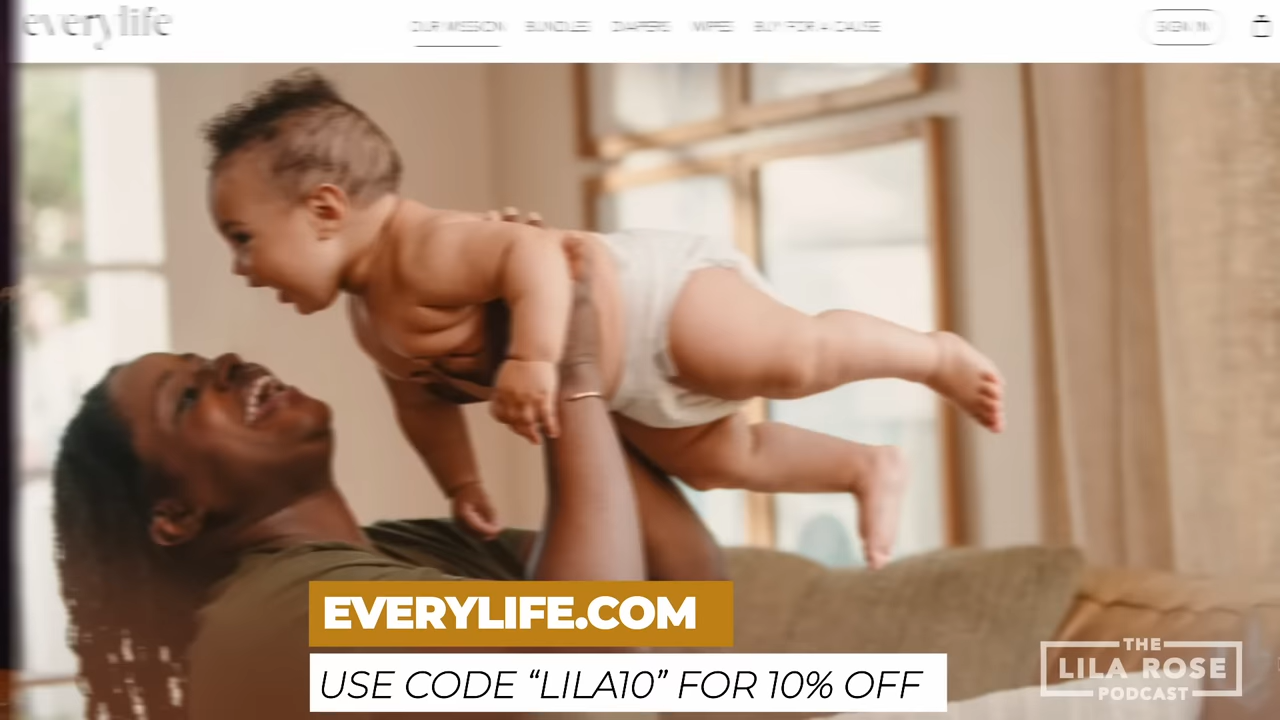 everylife
OUR MISSION BUNDLES DIAPERS WIPES BUY FOR A CAUSE SIGN IN
EVERYLIFE.COM
USE CODE “LILA10” FOR 10% OFF
THE
LILA ROSE
PODCAST